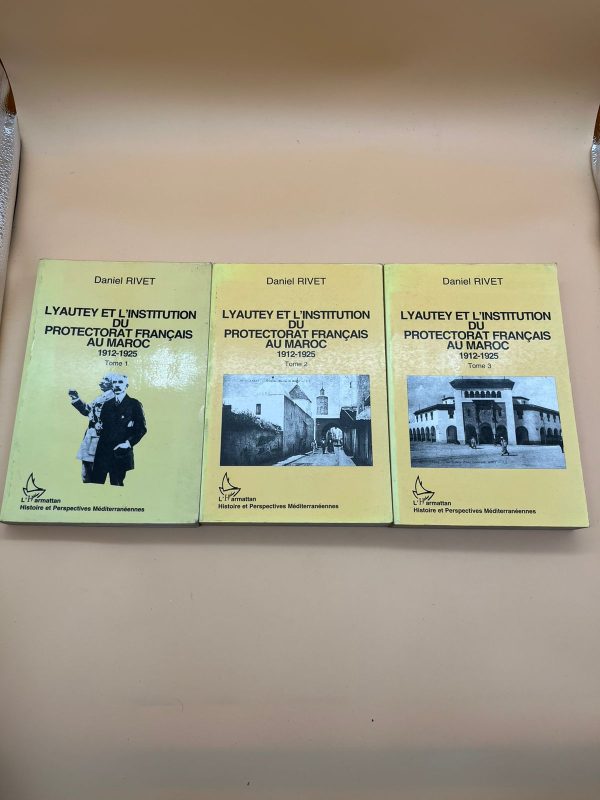 Daniel RIVET
LYAUTEY ET L'INSTITUTION
DU
PROTECTORAT FRANÇAIS
AU MAROC
1912-1925
Tome 1
L'Harmattan
Histoire et Perspectives Méditerranéennes
Daniel RIVET
LYAUTEY ET L'INSTITUTION
DU
PROTECTORAT FRANÇAIS
AU MAROC
1912-1925
Tome 2
L'Harmattan
Histoire et Perspectives Méditerranéennes
Daniel RIVET
LYAUTEY ET L'INSTITUTION
DU
PROTECTORAT FRANÇAIS
AU MAROC
1912-1925
Tome 3
L'Harmattan
Histoire et Perspectives Méditerranéennes